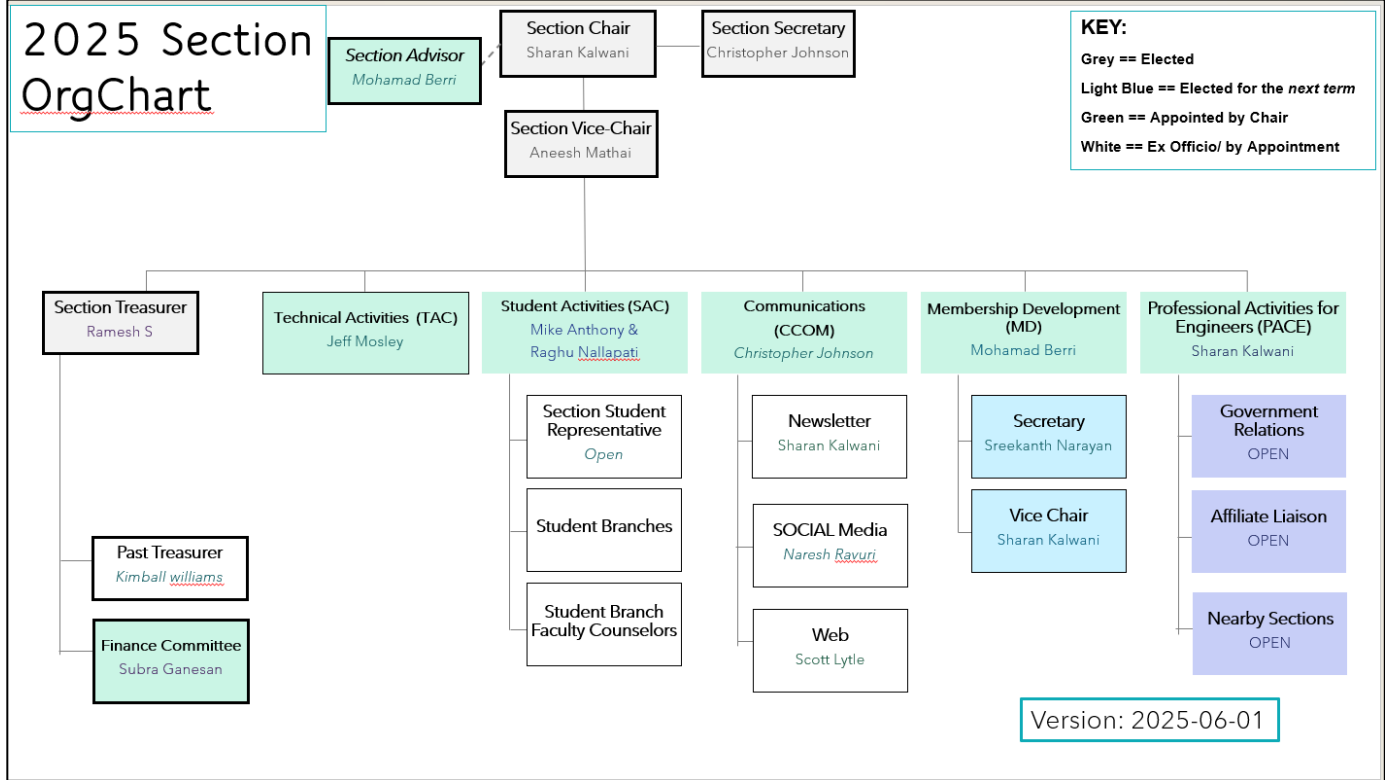 2025 Section
OrgChart
Section Advisor
Mohamad Berri
Section Chair
Sharan Kalwani
Section Secretary
Christopher Johnson
KEY:
Grey == Elected
Light Blue == Elected for the next term
Green == Appointed by Chair
White == Ex Officio/ by Appointment
Section Vice-Chair
Aneesh Mathai
Section Treasurer
Ramesh S
Technical Activities (TAC)
Jeff Mosley
Student Activities (SAC)
Mike Anthony &
Raghu Nallapati
Communications
(CCOM)
Christopher Johnson
Membership Development
(MD)
Mohamad Berri
Professional Activities for
Engineers (PACE)
Sharan Kalwani
Past Treasurer
Kimball williams
Finance Committee
Subra Ganesan
Section Student
Representative
Open
Student Branches
Student Branch
Faculty Counselors
Newsletter
Sharan Kalwani
SOCIAL Media
Naresh Ravuri
Web
Scott Lytle
Secretary
Sreekanth Narayan
Vice Chair
Sharan Kalwani
Government
Relations
OPEN
Affiliate Liaison
OPEN
Nearby Sections
OPEN
Version: 2025-06-01